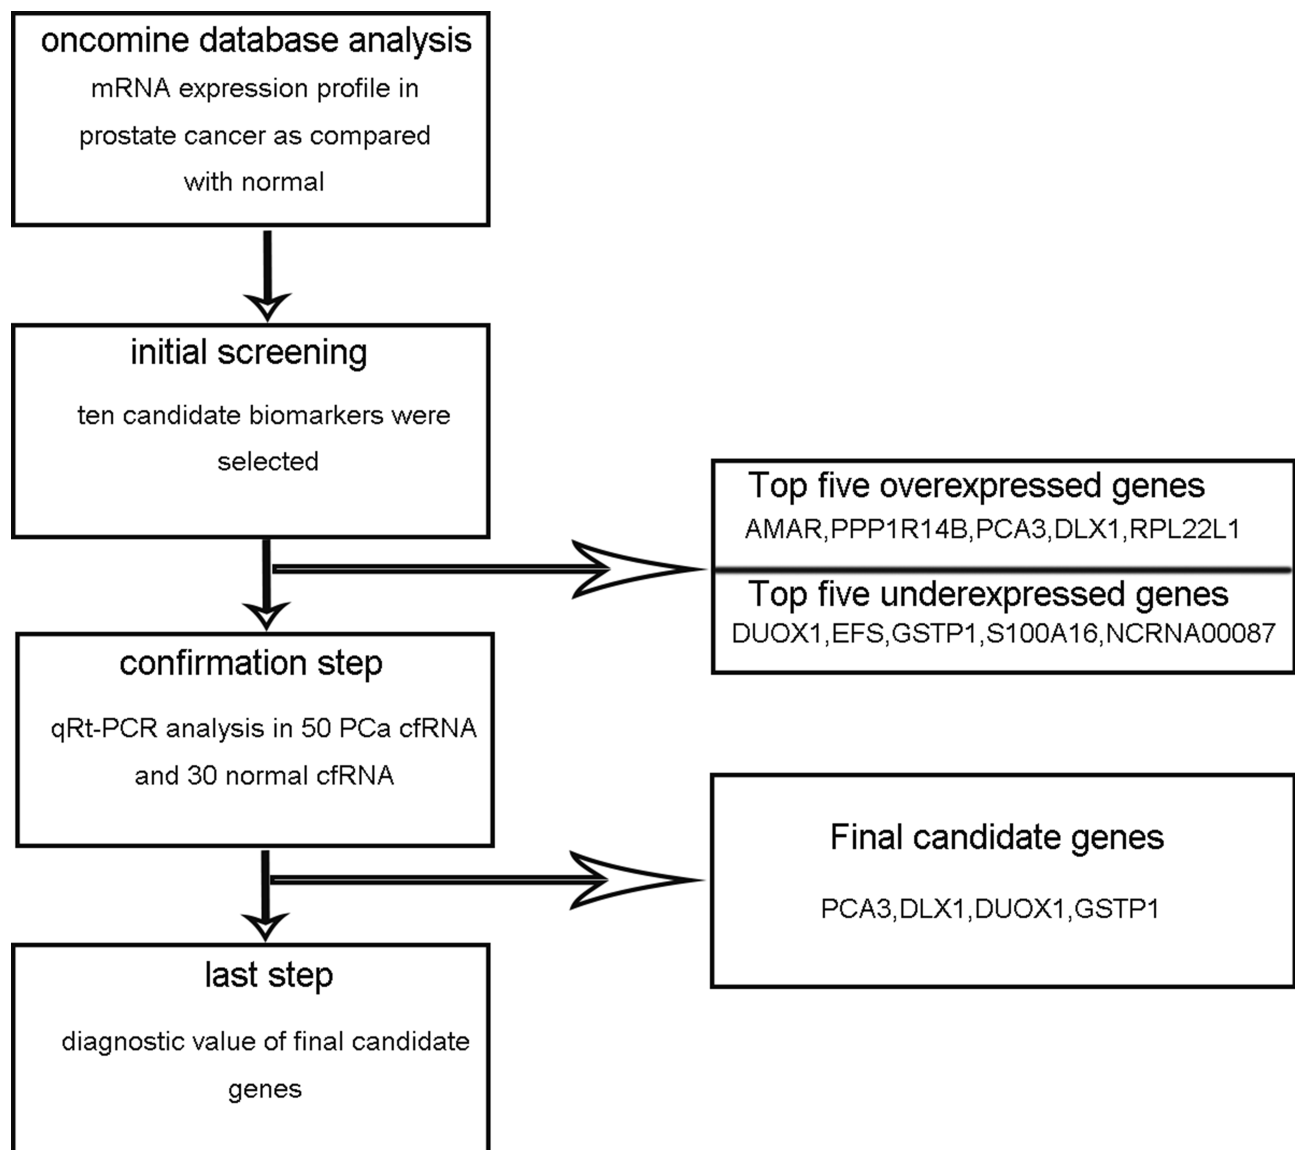 oncomine database analysis
mRNA expression profile in
prostate cancer as compared
with normal
initial screening
ten candidate biomarkers were
selected
Top five overexpressed genes
AMAR,PPP1R14B,PCA3,DLX1,RPL22L1
Top five underexpressed genes
DUOX1,EFS,GSTP1,S100A16,NCRNA00087
confirmation step
qRt-PCR analysis in 50 PCa cfRNA
and 30 normal cfRNA
Final candidate genes
PCA3,DLX1,DUOX1,GSTP1
last step
diagnostic value of final candidate
genes